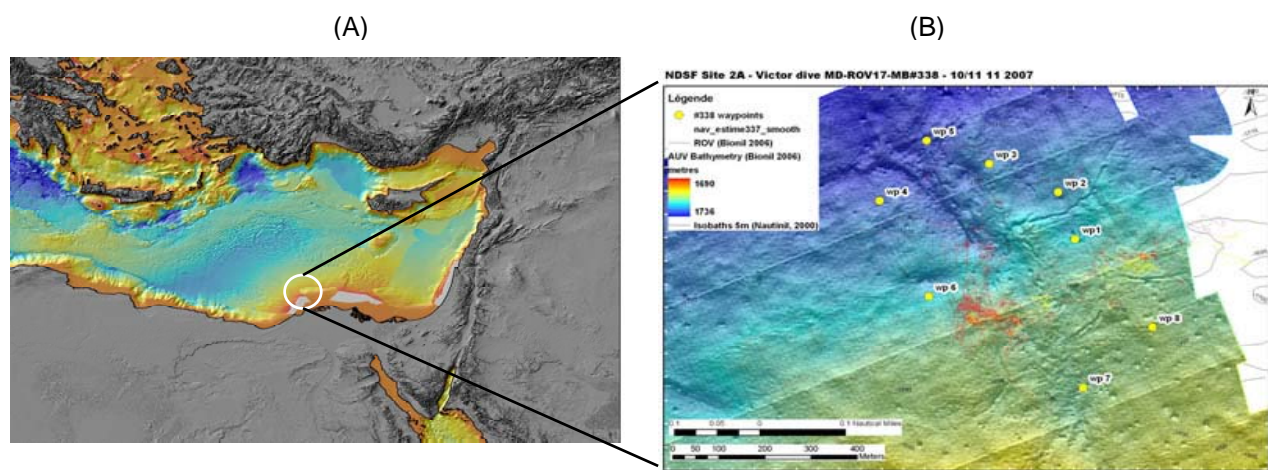 (A)
(B)
NDSF Site 2A - Victor dive MD-ROV17-MB#338 - 10/11 11 2007
Légende
#338 waypoints
nav_estime337_smooth
ROV (Bionil 2006)
AUV Bathymetry (Bionil 2006)
metres
1690
1736
Isobaths 5m (Nautinil, 2000)
wp 5
wp 3
wp 4
wp 2
wp1
wp 6
wp 8
wp 7
0.1 0.05 0 0.1 Nautical Miles
0 50 100 200 300 400
Meters